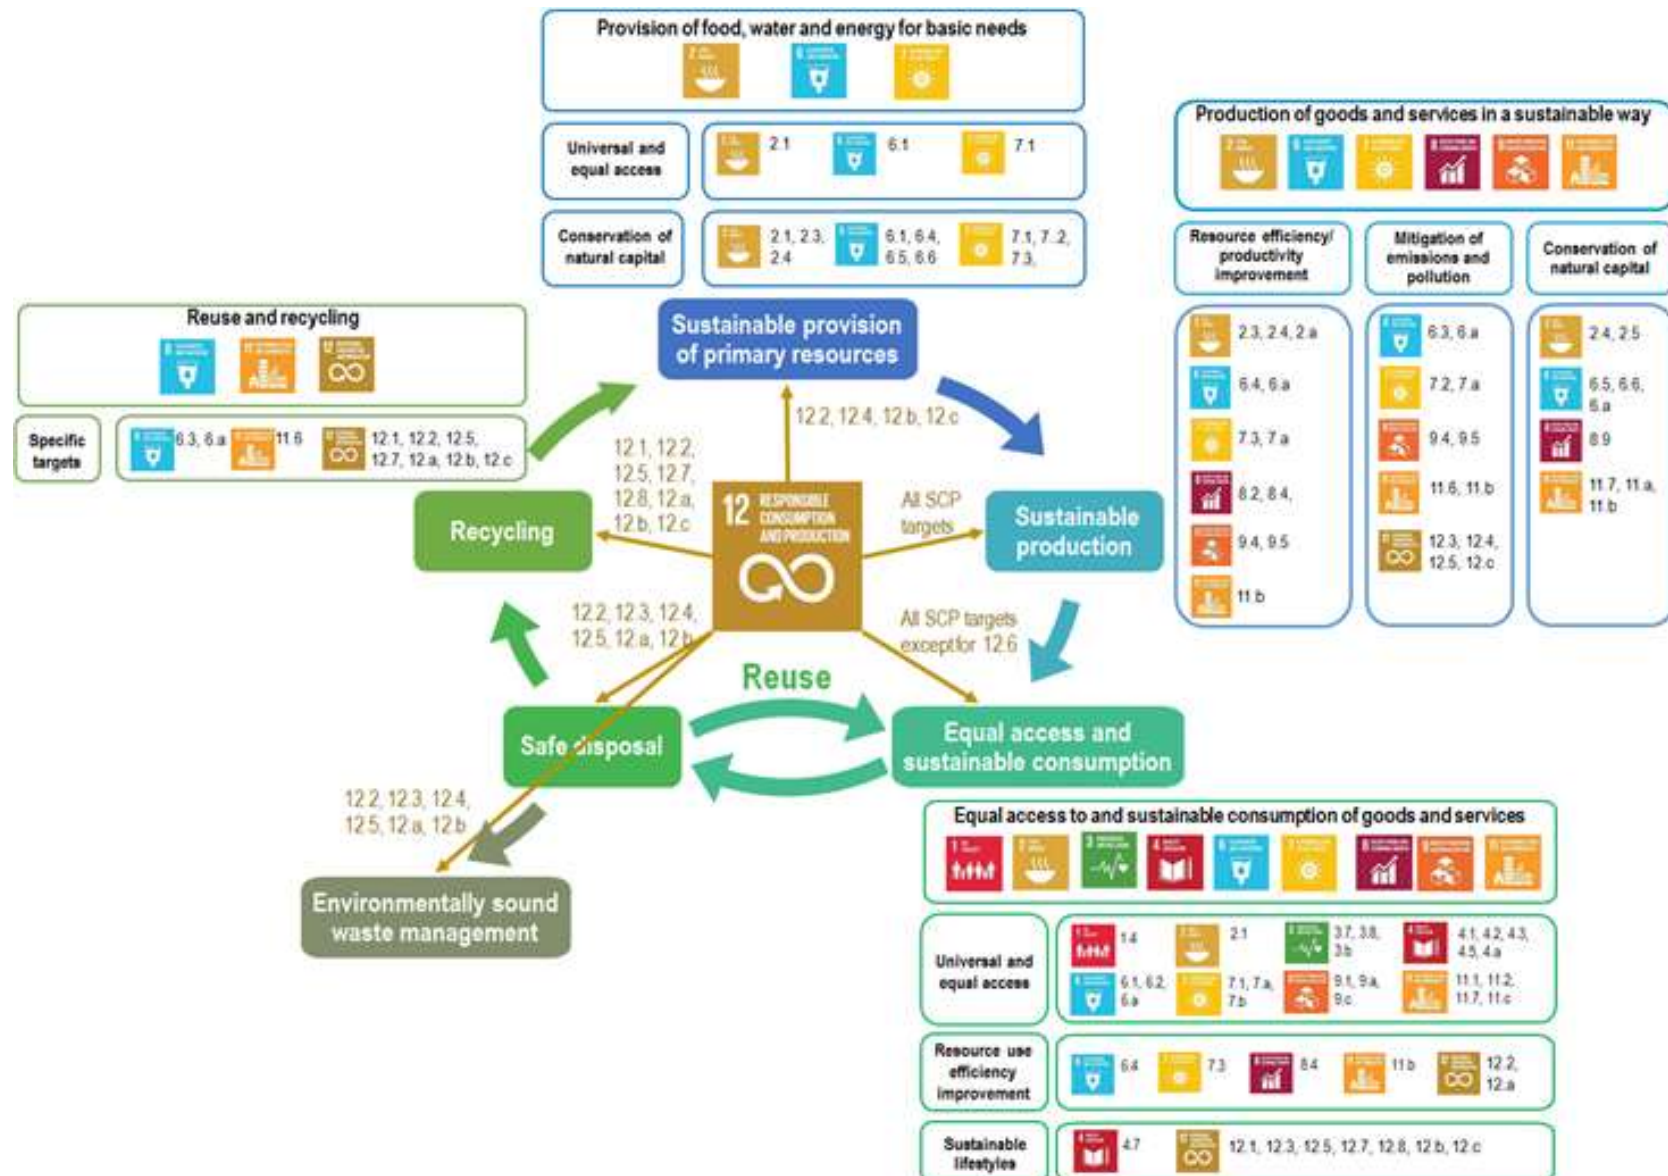 Provision of food, water and energy for basic needs
Universal and
equal access
2.1
6.1
7.1
Conservation of
natural capital
2.1, 2.3,
2.4
6.1, 6.4,
6.5, 6.6
7.1, 7..2,
7.3,
Production of goods and services in a sustainable way
Resource efficiency/
productivity
improvement
Mitigation of
emissions and
pollution
Conservation of
natural capital
2.3, 2.4, 2.a
6.4, 6.a
7.3, 7.a
8.2, 8.4,
9.4, 9.5
11.b
6.3, 6.a
7.2, 7.a
9.4, 9.5
11.6, 11.b
12.3, 12.4,
12.5, 12.c
2.4, 2.5
6.5, 6.6,
6.a
8.9
11.7, 11.a,
11.b
Reuse and recycling
Specific
targets
6.3, 6.a
11.6
12.1, 12.2, 12.5,
12.7, 12.a, 12.b, 12.c
Sustainable provision
of primary resources
12.2, 12.4, 12.b, 12.c
12.1, 12.2,
12.5, 12.7,
12.8, 12.a,
12.b, 12.c
Recycling
12 RESPONSIBLE
CONSUMPTION
AND PRODUCTION
All SCP
targets
Sustainable
production
12.2, 12.3, 12.4,
12.5, 12.a, 12.b
All SCP targets
except for 12.6
Reuse
Safe disposal
Equal access and
sustainable consumption
12.2, 12.3, 12.4,
12.5, 12.a, 12.b
Environmentally sound
waste management
Equal access to and sustainable consumption of goods and services
Universal and
equal access
1.4
2.1
3.7, 3.8,
3.b
4.1, 4.2, 4.3,
4.5, 4.a
6.1, 6.2,
6.a
7.1, 7.a,
7.b
9.1, 9.a,
9.c
11.1, 11.2,
11.7, 11.c
Resource use
efficiency
improvement
6.4
7.3
8.4
11.b
12.2,
12.a
Sustainable
lifestyles
4.7
12.1, 12.3, 12.5, 12.7, 12.8, 12.b, 12.c